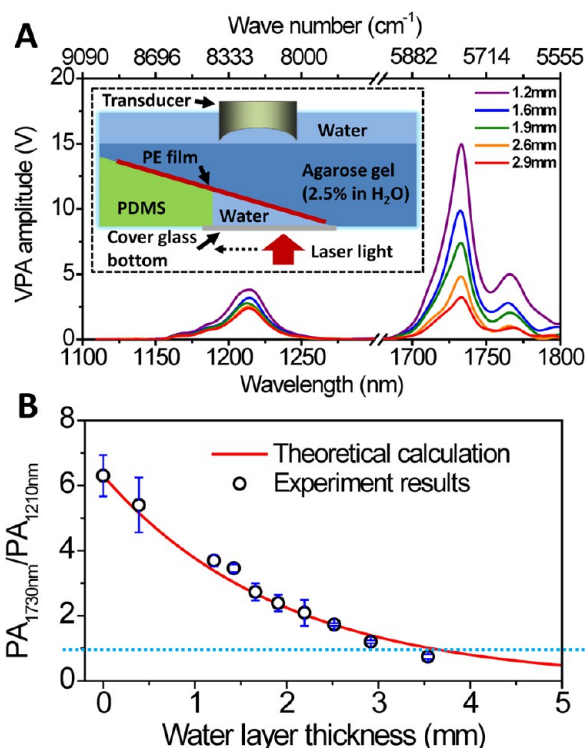 A
Wave number (cm⁻¹)
9090 8696 8333 8000 5882 5714 5555
VPA amplitude (V)
20
15
10
5
0
Transducer
Water
PE film
Agarose gel
(2.5% in H₂O)
PDMS
Water
Cover glass
bottom
Laser light
1.2mm
1.6mm
1.9mm
2.6mm
2.9mm
1100 1150 1200 1250 1700 1750 1800
Wavelength (nm)
B
PA₁₇₃₀ₙₘ/PA₁₂₁₀ₙₘ
8
6
4
2
0
Theoretical calculation
Experiment results
0 1 2 3 4 5
Water layer thickness (mm)